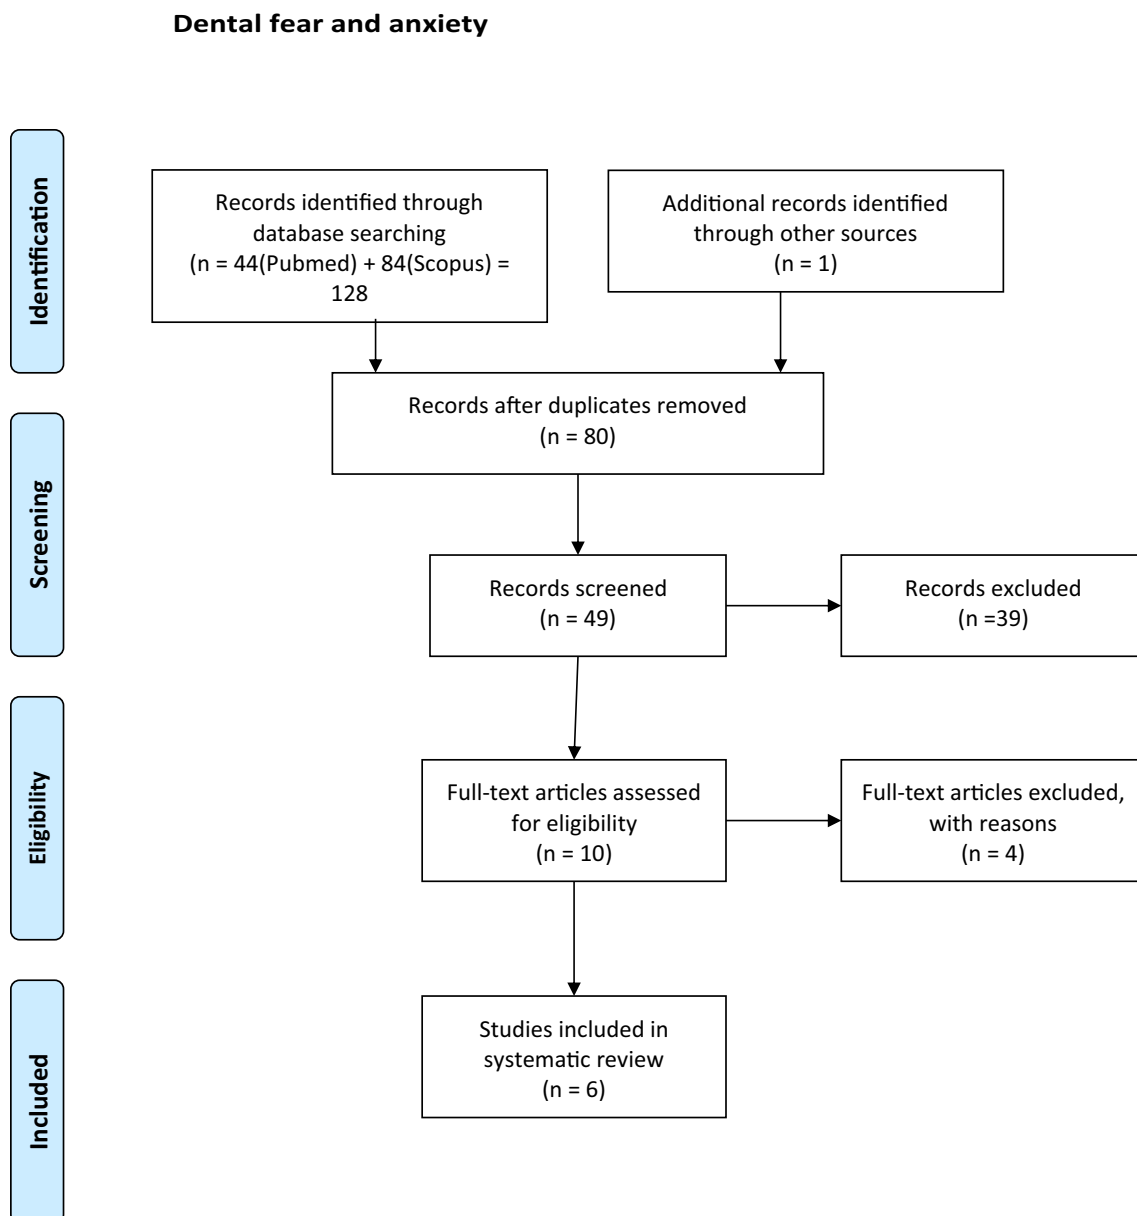 Dental fear and anxiety
Identification
Records identified through
database searching
(n = 44(Pubmed) + 84(Scopus) =
128
Additional records identified
through other sources
(n = 1)
Records after duplicates removed
(n = 80)
Screening
Records screened
(n = 49)
Records excluded
(n =39)
Eligibility
Full-text articles assessed
for eligibility
(n = 10)
Full-text articles excluded,
with reasons
(n = 4)
Included
Studies included in
systematic review
(n = 6)